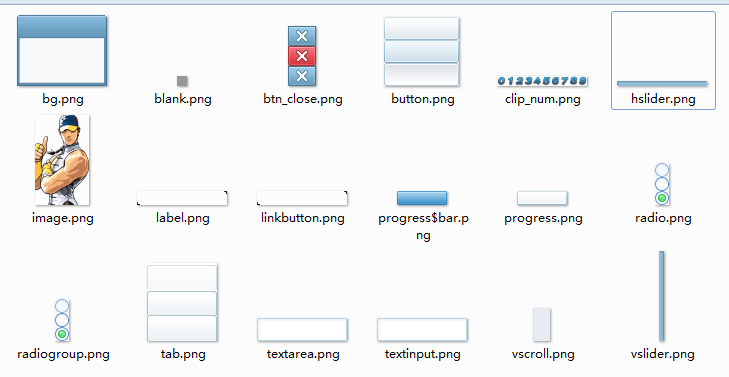 0123456789
bg.png
blank.png
btn_close.png
button.png
clip_num.png
hslider.png
image.png
label.png
linkbutton.png
progress$bar.p
ng
progress.png
radio.png
radiogroup.png
tab.png
textarea.png
textinput.png
vscroll.png
vslider.png